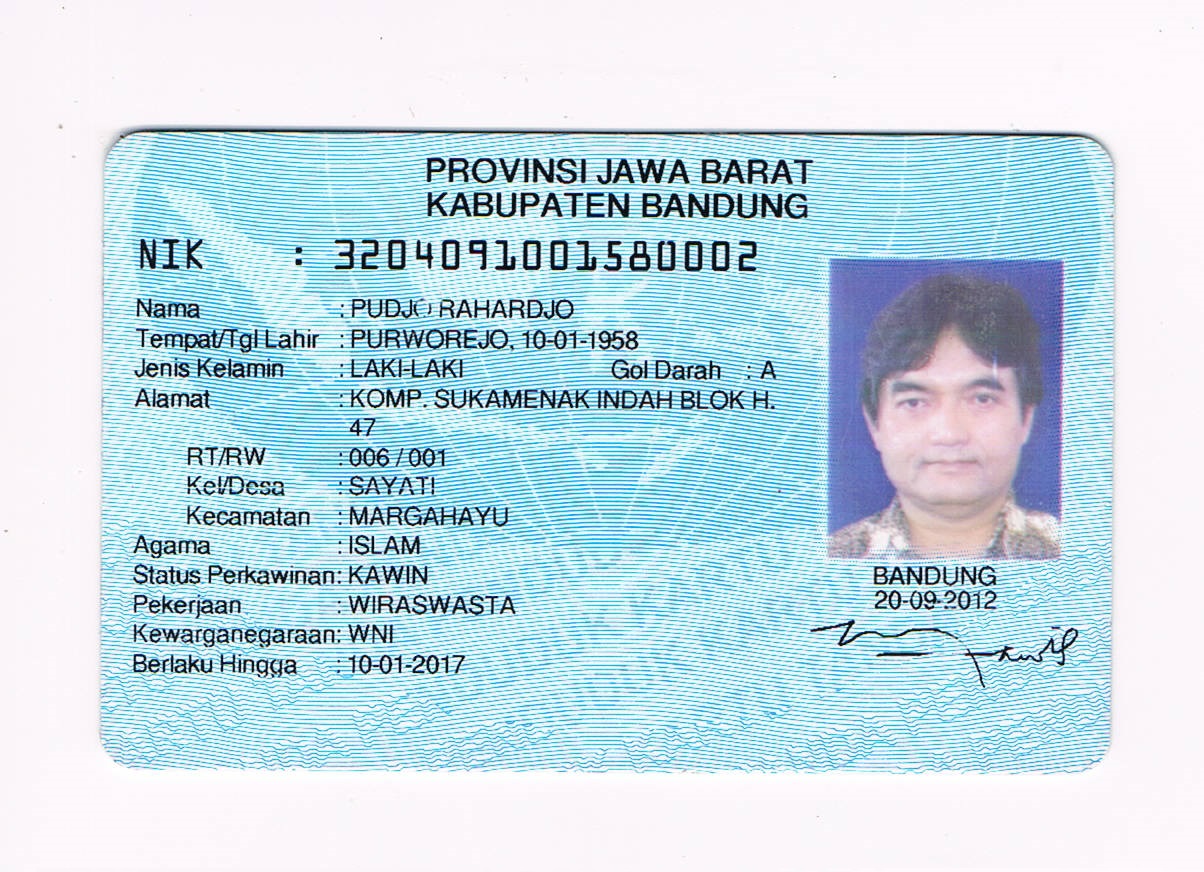 PROVINSI JAWA BARAT
KABUPATEN BANDUNG
NIK : 3204091001580002
Nama : PUDJO RAHARDJO
Tempat/Tgl Lahir : PURWOREJO, 10-01-1958
Jenis Kelamin : LAKI-LAKI Gol Darah : A
Alamat : KOMP. SUKAMENAK INDAH BLOK H.
47
RT/RW : 006 / 001
Kel/Desa : SAYATI
Kecamatan : MARGAHAYU
Agama : ISLAM
Status Perkawinan: KAWIN
Pekerjaan : WIRASWASTA
Kewarganegaraan: WNI
Berlaku Hingga : 10-01-2017
BANDUNG
20-09-2012